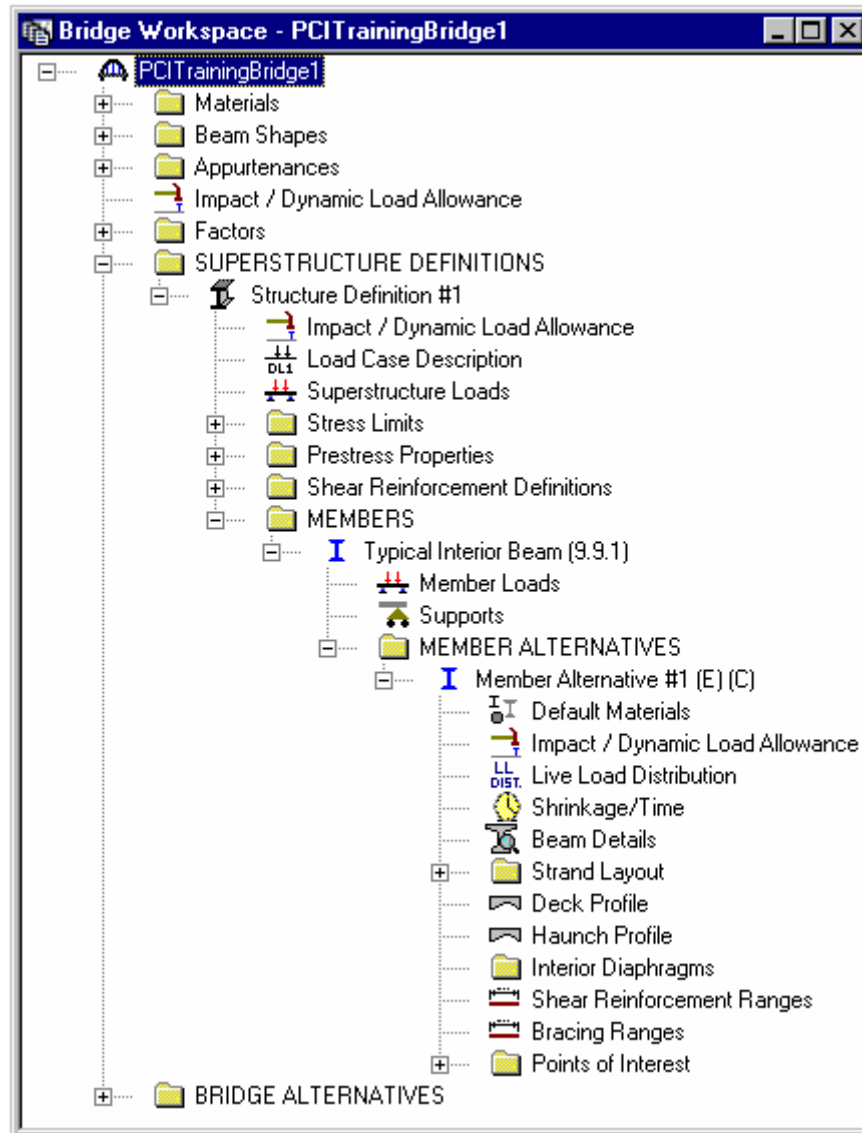 Bridge Workspace - PCITrainingBridge1
PCITrainingBridge1
Materials
Beam Shapes
Appurtenances
Impact / Dynamic Load Allowance
Factors
SUPERSTRUCTURE DEFINITIONS
Structure Definition #1
Impact / Dynamic Load Allowance
DL1 Load Case Description
Superstructure Loads
Stress Limits
Prestress Properties
Shear Reinforcement Definitions
MEMBERS
Typical Interior Beam (9.9.1)
Member Loads
Supports
MEMBER ALTERNATIVES
Member Alternative #1 (E) (C)
Default Materials
Impact / Dynamic Load Allowance
LL DIST. Live Load Distribution
Shrinkage/Time
Beam Details
Strand Layout
Deck Profile
Haunch Profile
Interior Diaphragms
Shear Reinforcement Ranges
Bracing Ranges
Points of Interest
BRIDGE ALTERNATIVES